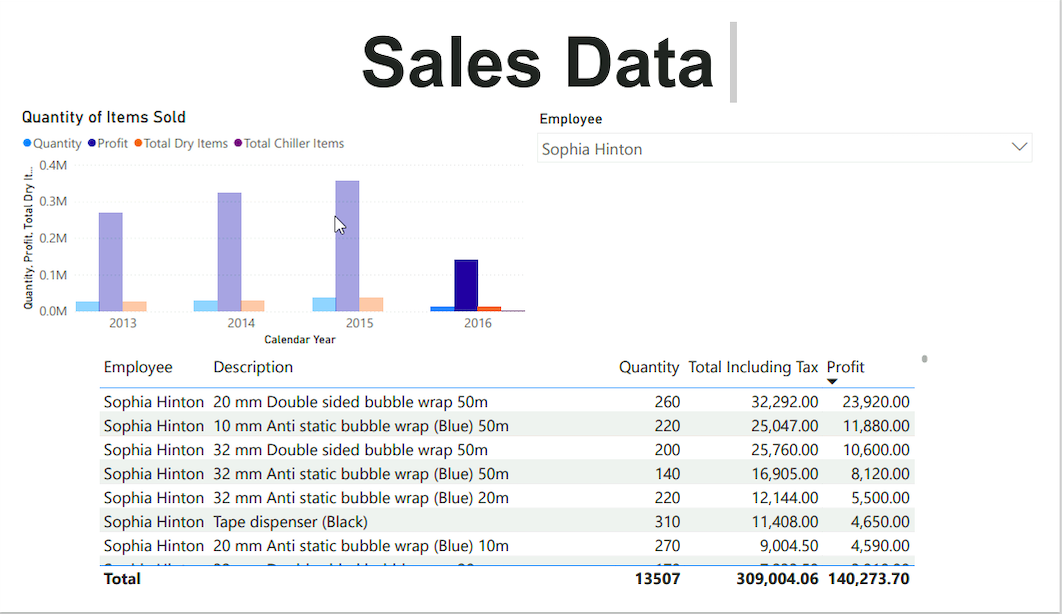 Sales Data
Quantity of Items Sold
Quantity Profit Total Dry Items Total Chiller Items
Quantity, Profit, Total Dry It...
0.4M
0.3M
0.2M
0.1M
0.0M
2013 2014 2015 2016
Calendar Year
Employee
Sophia Hinton
Employee Description Quantity Total Including Tax Profit
Sophia Hinton 20 mm Double sided bubble wrap 50m 260 32,292.00 23,920.00
Sophia Hinton 10 mm Anti static bubble wrap (Blue) 50m 220 25,047.00 11,880.00
Sophia Hinton 32 mm Double sided bubble wrap 50m 200 25,760.00 10,600.00
Sophia Hinton 32 mm Anti static bubble wrap (Blue) 50m 140 16,905.00 8,120.00
Sophia Hinton 32 mm Anti static bubble wrap (Blue) 20m 220 12,144.00 5,500.00
Sophia Hinton Tape dispenser (Black) 310 11,408.00 4,650.00
Sophia Hinton 20 mm Anti static bubble wrap (Blue) 10m 270 9,004.50 4,590.00
Total 13507 309,004.06 140,273.70